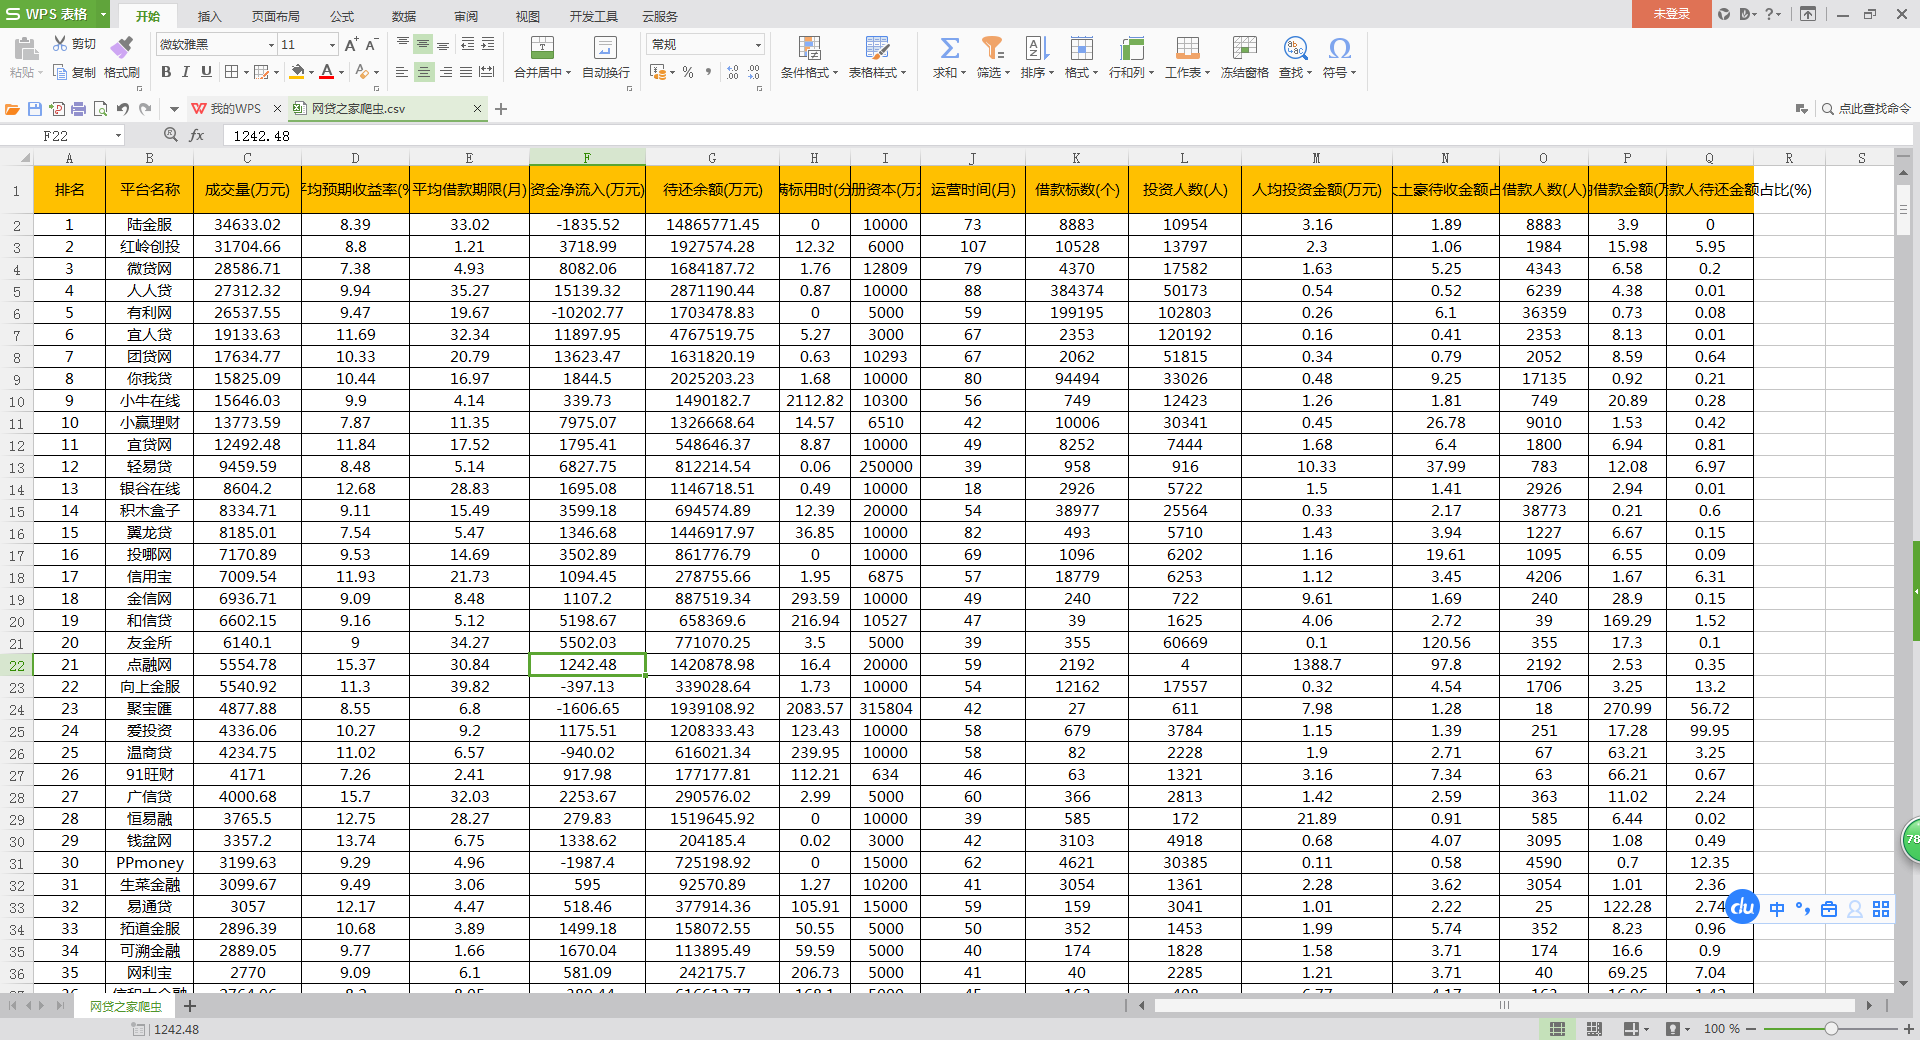 WPS 表格 开始 插入 页面布局 公式 数据 审阅 视图 开发工具 云服务 未登录
粘贴 剪切 复制 格式刷 微软雅黑 11 B I U A 合并居中 自动换行 常规 % 条件格式 表格样式 求和 筛选 排序 格式 行和列 工作表 冻结窗格 查找 符号
我的WPS 网贷之家爬虫.csv 点此查找命令
F22 fx 1242.48
A B C D E F G H I J K L M N O P Q R S
1 排名 平台名称 成交量(万元) 平均预期收益率(% 平均借款期限(月) 资金净流入(万元) 待还余额(万元) 满标用时(分 册资本(万元 运营时间(月) 借款标数(个) 投资人数(人) 人均投资金额(万元) 土豪待收金额占 借款人数(人) 借款金额(万 款人待还金额占比(%)
2 1 陆金服 34633.02 8.39 33.02 -1835.52 14865771.45 0 10000 73 8883 10954 3.16 1.89 8883 3.9 0
3 2 红岭创投 31704.66 8.8 1.21 3718.99 1927574.28 12.32 6000 107 10528 13797 2.3 1.06 1984 15.98 5.95
4 3 微贷网 28586.71 7.38 4.93 8082.06 1684187.72 1.76 12809 79 4370 17582 1.63 5.25 4343 6.58 0.2
5 4 人人贷 27312.32 9.94 35.27 15139.32 2871190.44 0.87 10000 88 384374 50173 0.54 0.52 6239 4.38 0.01
6 5 有利网 26537.55 9.47 19.67 -10202.77 1703478.83 0 5000 59 199195 102803 0.26 6.1 36359 0.73 0.08
7 6 宜人贷 19133.63 11.69 32.34 11897.95 4767519.75 5.27 3000 67 2353 120192 0.16 0.41 2353 8.13 0.01
8 7 团贷网 17634.77 10.33 20.79 13623.47 1631820.19 0.63 10293 67 2062 51815 0.34 0.79 2052 8.59 0.64
9 8 你我贷 15825.09 10.44 16.97 1844.5 2025203.23 1.68 10000 80 94494 33026 0.48 9.25 17135 0.92 0.21
10 9 小牛在线 15646.03 9.9 4.14 339.73 1490182.7 2112.82 10300 56 749 12423 1.26 1.81 749 20.89 0.28
11 10 小赢理财 13773.59 7.87 11.35 7975.07 1326668.64 14.57 6510 42 10006 30341 0.45 26.78 9010 1.53 0.42
12 11 宜贷网 12492.48 11.84 17.52 1795.41 548646.37 8.87 10000 49 8252 7444 1.68 6.4 1800 6.94 0.81
13 12 轻易贷 9459.59 8.48 5.14 6827.75 812214.54 0.06 250000 39 958 916 10.33 37.99 783 12.08 6.97
14 13 银谷在线 8604.2 12.68 28.83 1695.08 1146718.51 0.49 10000 18 2926 5722 1.5 1.41 2926 2.94 0.01
15 14 积木盒子 8334.71 9.11 15.49 3599.18 694574.89 12.39 20000 54 38977 25564 0.33 2.17 38773 0.21 0.6
16 15 翼龙贷 8185.01 7.54 5.47 1346.68 1446917.97 36.85 10000 82 493 5710 1.43 3.94 1227 6.67 0.15
17 16 投哪网 7170.89 9.53 14.69 3502.89 861776.79 0 10000 69 1096 6202 1.16 19.61 1095 6.55 0.09
18 17 信用宝 7009.54 11.93 21.73 1094.45 278755.66 1.95 6875 57 18779 6253 1.12 3.45 4206 1.67 6.31
19 18 金信网 6936.71 9.09 8.48 1107.2 887519.34 293.59 10000 49 240 722 9.61 1.69 240 28.9 0.15
20 19 和信贷 6602.15 9.16 5.12 5198.67 658369.6 216.94 10527 47 39 1625 4.06 2.72 39 169.29 1.52
21 20 友金所 6140.1 9 34.27 5502.03 771070.25 3.5 5000 39 355 60669 0.1 120.56 355 17.3 0.1
22 21 点融网 5554.78 15.37 30.84 1242.48 1420878.98 16.4 20000 59 2192 4 1388.7 97.8 2192 2.53 0.35
23 22 向上金服 5540.92 11.3 39.82 -397.13 339028.64 1.73 10000 54 12162 17557 0.32 4.54 1706 3.25 13.2
24 23 聚宝匯 4877.88 8.55 6.8 -1606.65 1939108.92 2083.57 315804 42 27 611 7.98 1.28 18 270.99 56.72
25 24 爱投资 4336.06 10.27 9.2 1175.51 1208333.43 123.43 10000 58 679 3784 1.15 1.39 251 17.28 99.95
26 25 温商贷 4234.75 11.02 6.57 -940.02 616021.34 239.95 10000 58 82 2228 1.9 2.71 67 63.21 3.25
27 26 91旺财 4171 7.26 2.41 917.98 177177.81 112.21 634 46 63 1321 3.16 7.34 63 66.21 0.67
28 27 广信贷 4000.68 15.7 32.03 2253.67 290576.02 2.99 5000 60 366 2813 1.42 2.59 363 11.02 2.24
29 28 恒易融 3765.5 12.75 28.27 279.83 1519645.92 0 10000 39 585 172 21.89 0.91 585 6.44 0.02
30 29 钱盆网 3357.2 13.74 6.75 1338.62 204185.4 0.02 3000 42 3103 4918 0.68 4.07 3095 1.08 0.49
31 30 PPmoney 3199.63 9.29 4.96 -1987.4 725198.92 0 15000 62 4621 30385 0.11 0.58 4590 0.7 12.35
32 31 生菜金融 3099.67 9.49 3.06 595 92570.89 1.27 10200 41 3054 1361 2.28 3.62 3054 1.01 2.36
33 32 易通贷 3057 12.17 4.47 518.46 377914.36 105.91 15000 59 159 3041 1.01 2.22 25 122.28 2.74
34 33 拓道金服 2896.39 10.68 3.89 1499.18 158072.55 50.55 5000 50 352 1453 1.99 5.74 352 8.23 0.96
35 34 可溯金融 2889.05 9.77 1.66 1670.04 113895.49 59.59 5000 40 174 1828 1.58 3.71 174 16.6 0.9
36 35 网利宝 2770 9.09 6.1 581.09 242175.7 206.73 5000 41 40 2285 1.21 3.71 40 69.25 7.04
du 中
78
网贷之家爬虫
1242.48 100 %